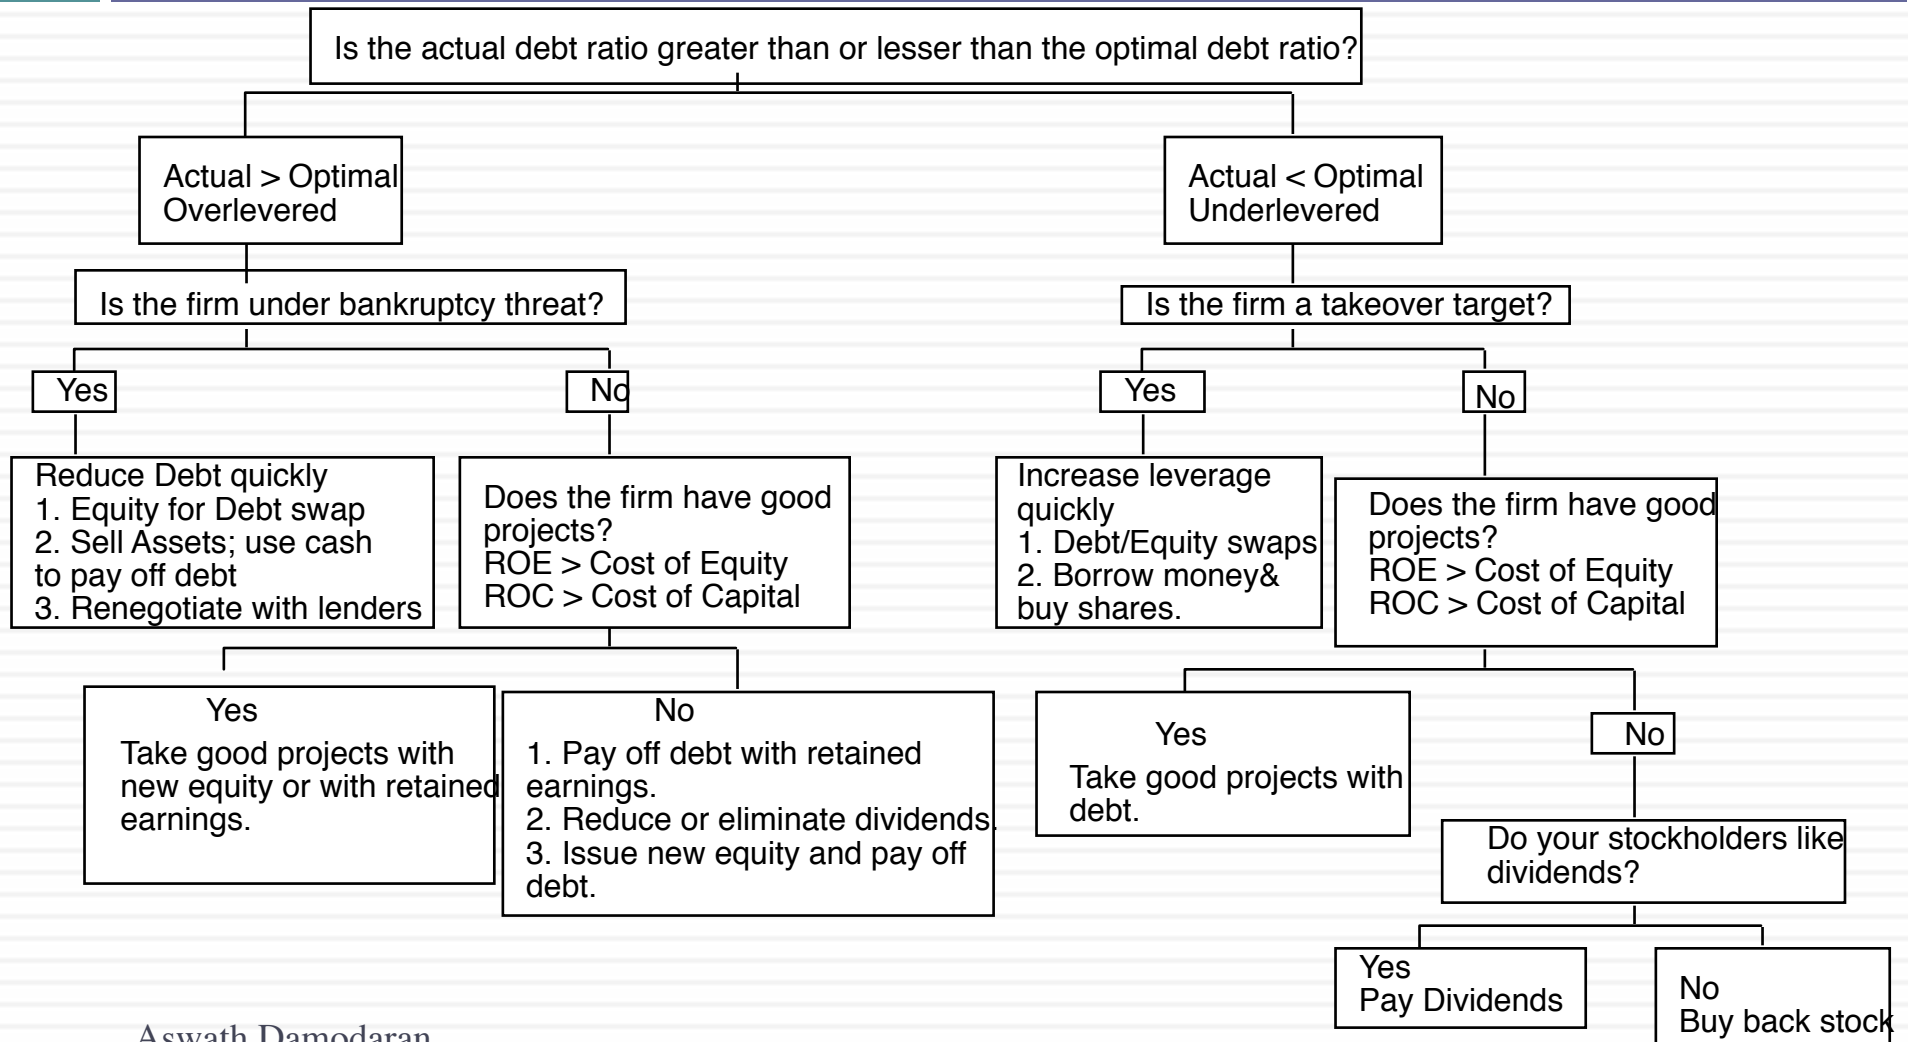 Is the actual debt ratio greater than or lesser than the optimal debt ratio?
Actual > Optimal
Overlevered
Actual < Optimal
Underlevered
Is the firm under bankruptcy threat?
Is the firm a takeover target?
Yes
No
Yes
No
Reduce Debt quickly
1. Equity for Debt swap
2. Sell Assets; use cash
to pay off debt
3. Renegotiate with lenders
Does the firm have good
projects?
ROE > Cost of Equity
ROC > Cost of Capital
Increase leverage
quickly
1. Debt/Equity swaps
2. Borrow money&
buy shares.
Does the firm have good
projects?
ROE > Cost of Equity
ROC > Cost of Capital
Yes
Take good projects with
new equity or with retained
earnings.
No
1. Pay off debt with retained
earnings.
2. Reduce or eliminate dividends.
3. Issue new equity and pay off
debt.
Yes
Take good projects with
debt.
No
Do your stockholders like
dividends?
Yes
Pay Dividends
No
Buy back stock
Aswath Damodaran